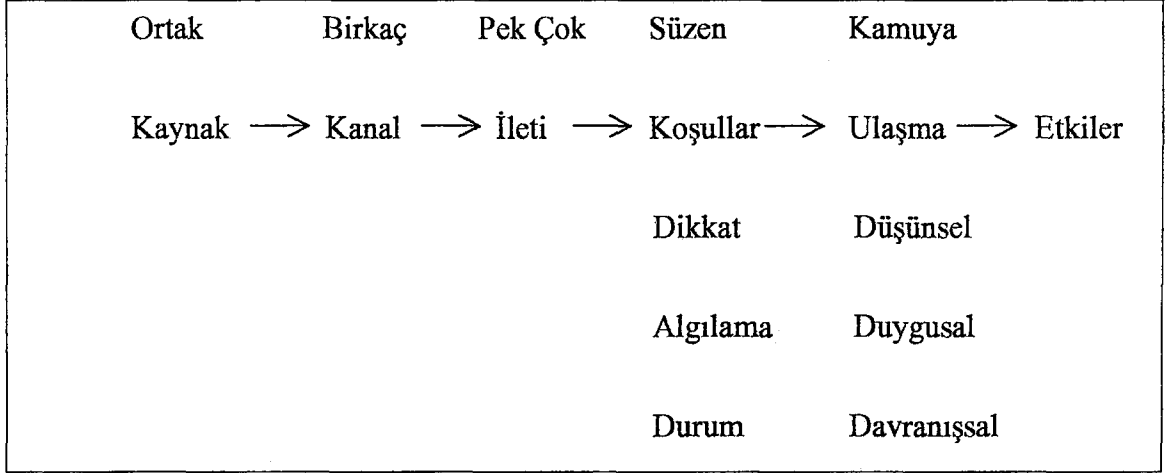 Ortak Birkaç Pek Çok Süzen Kamuya
Kaynak → Kanal → İleti → Koşullar → Ulaşma → Etkiler
Dikkat Düşünsel
Algılama Duygusal
Durum Davranışsal